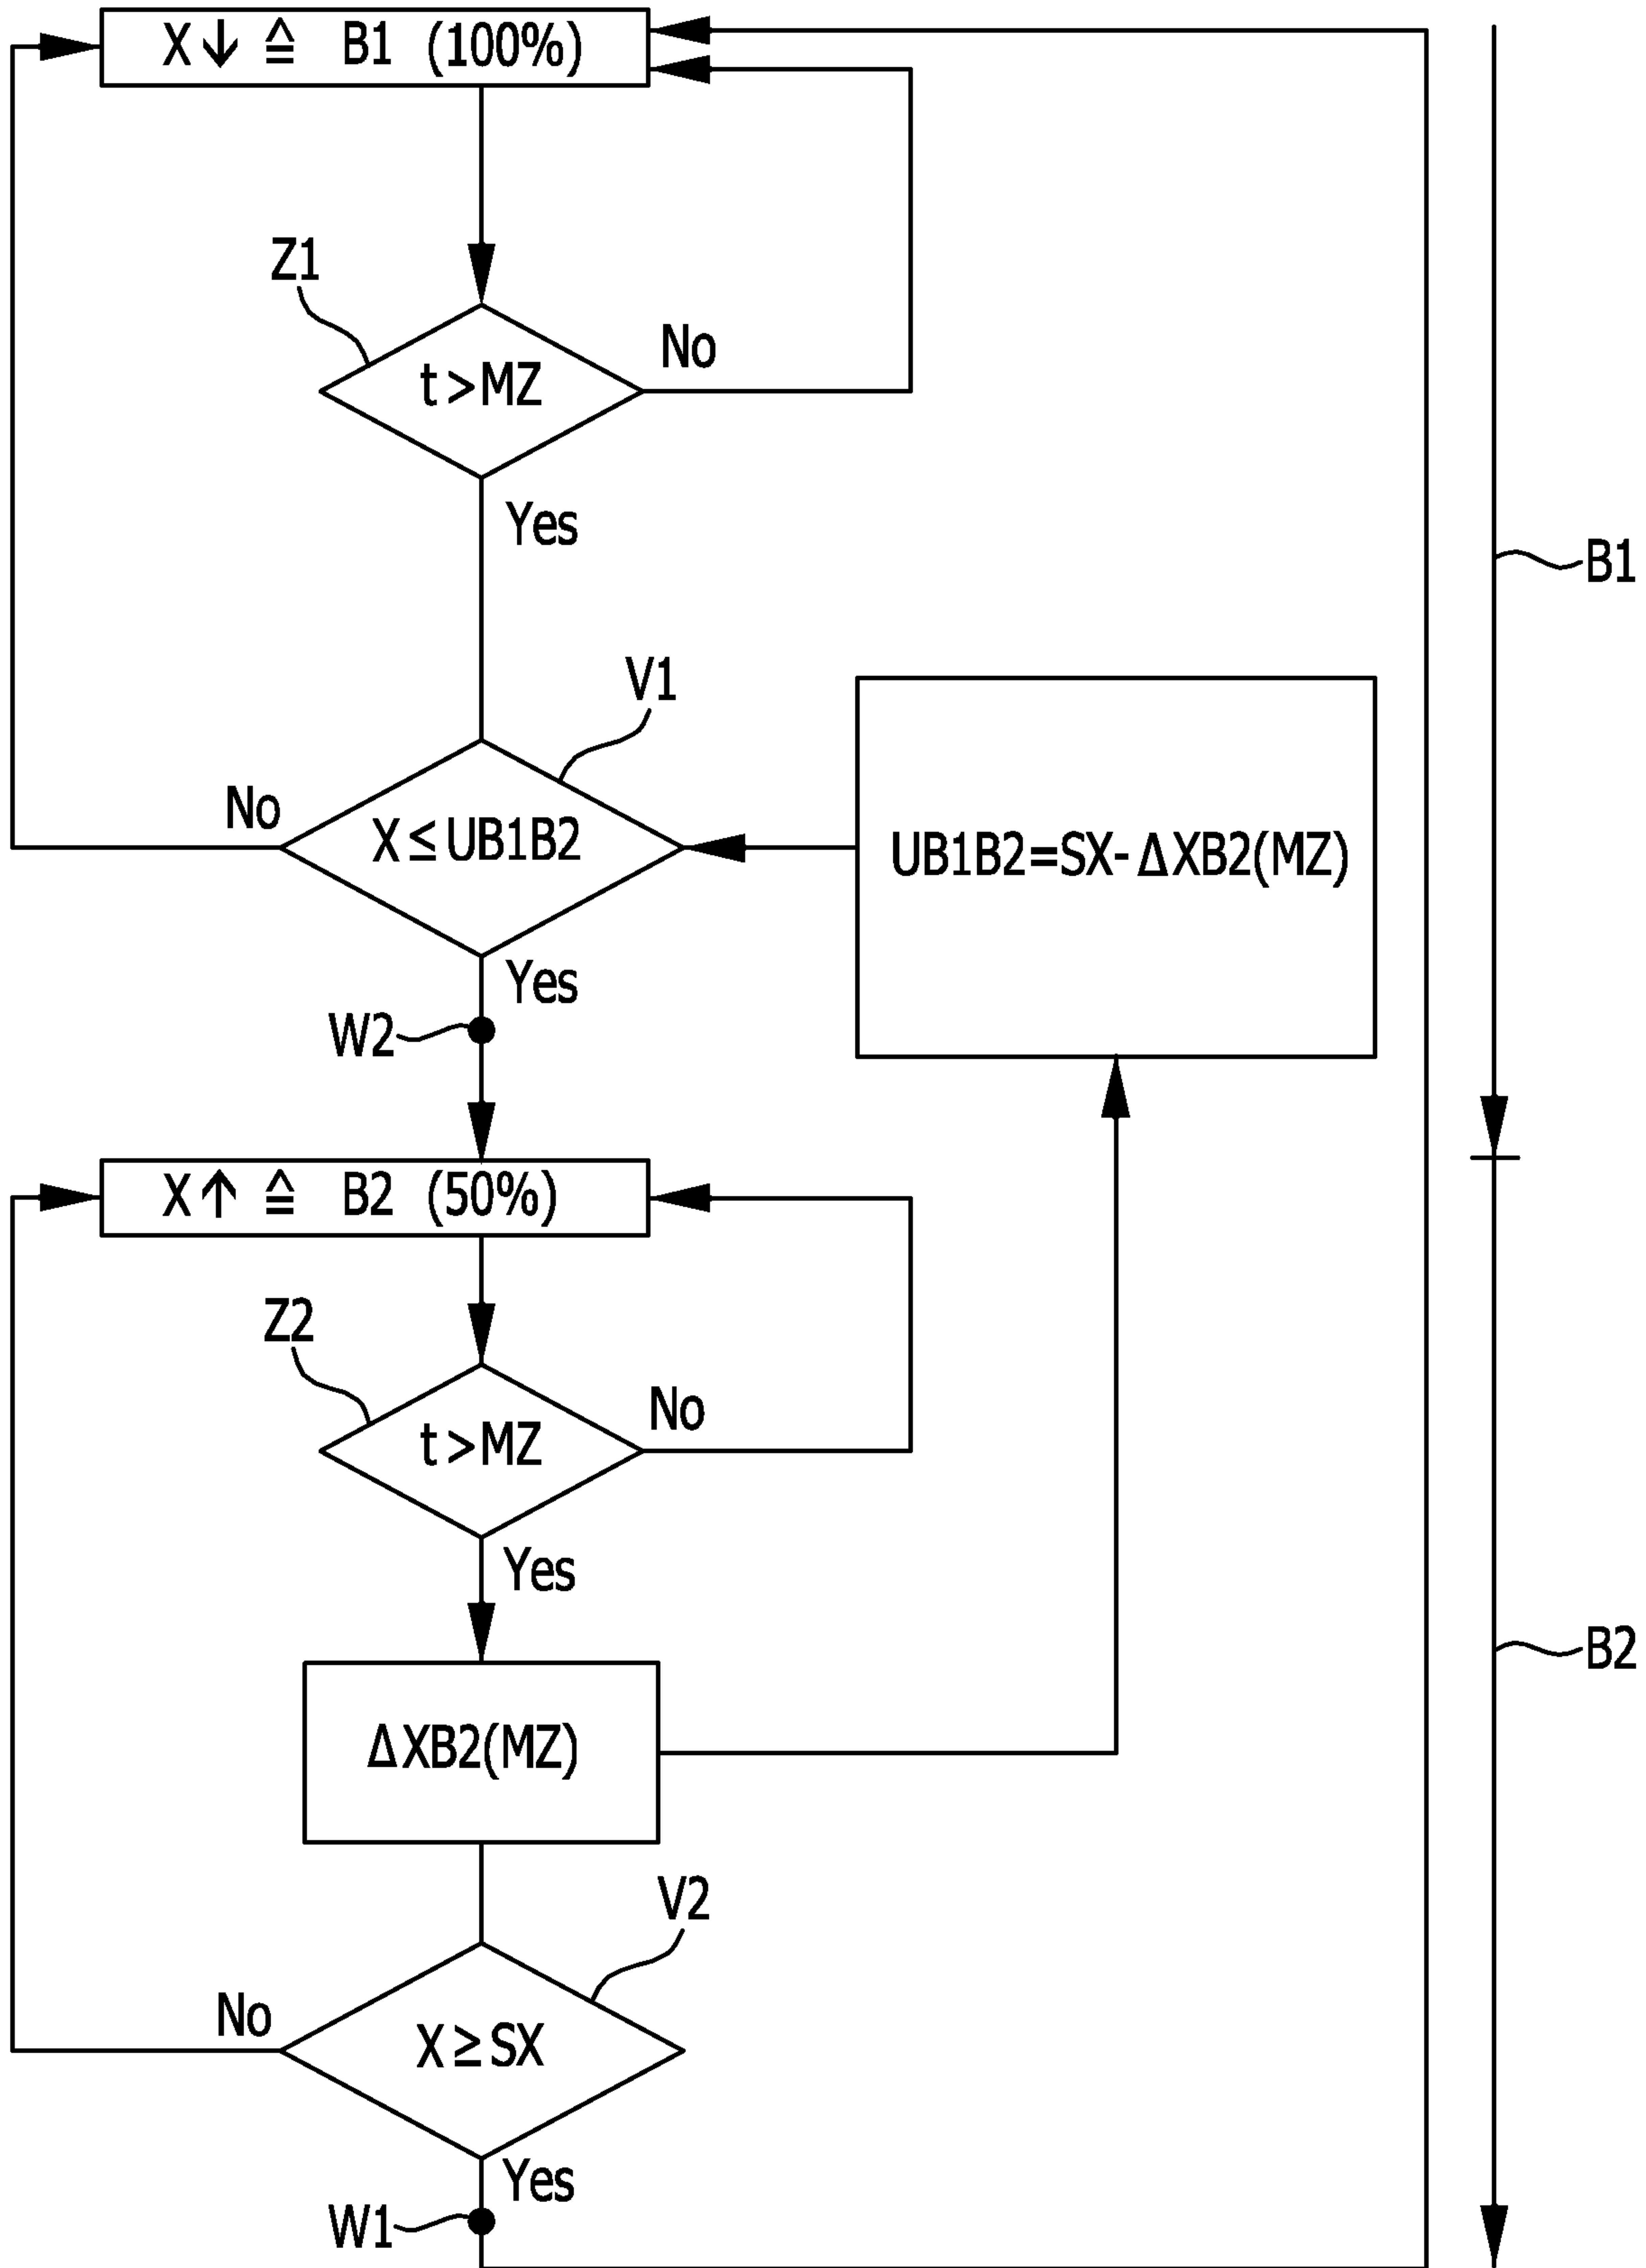 X↓ ≙ B1 (100%)
Z1
t>MZ
No
Yes
B1
V1
No
X≤UB1B2
UB1B2=SX-ΔXB2(MZ)
Yes
W2
X↑ ≙ B2 (50%)
Z2
t>MZ
No
Yes
B2
ΔXB2(MZ)
V2
No
X≥SX
Yes
W1